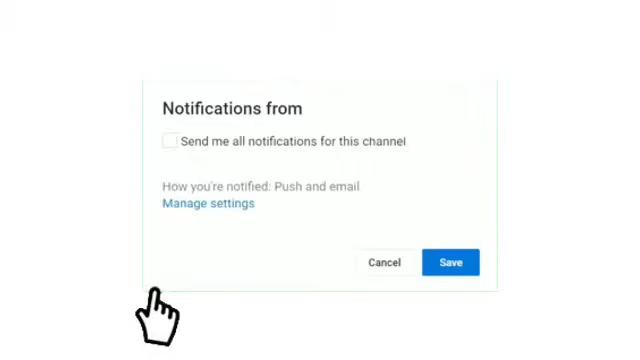 Notifications from
Send me all notifications for this channel
How you're notified: Push and email
Manage settings
Cancel
Save